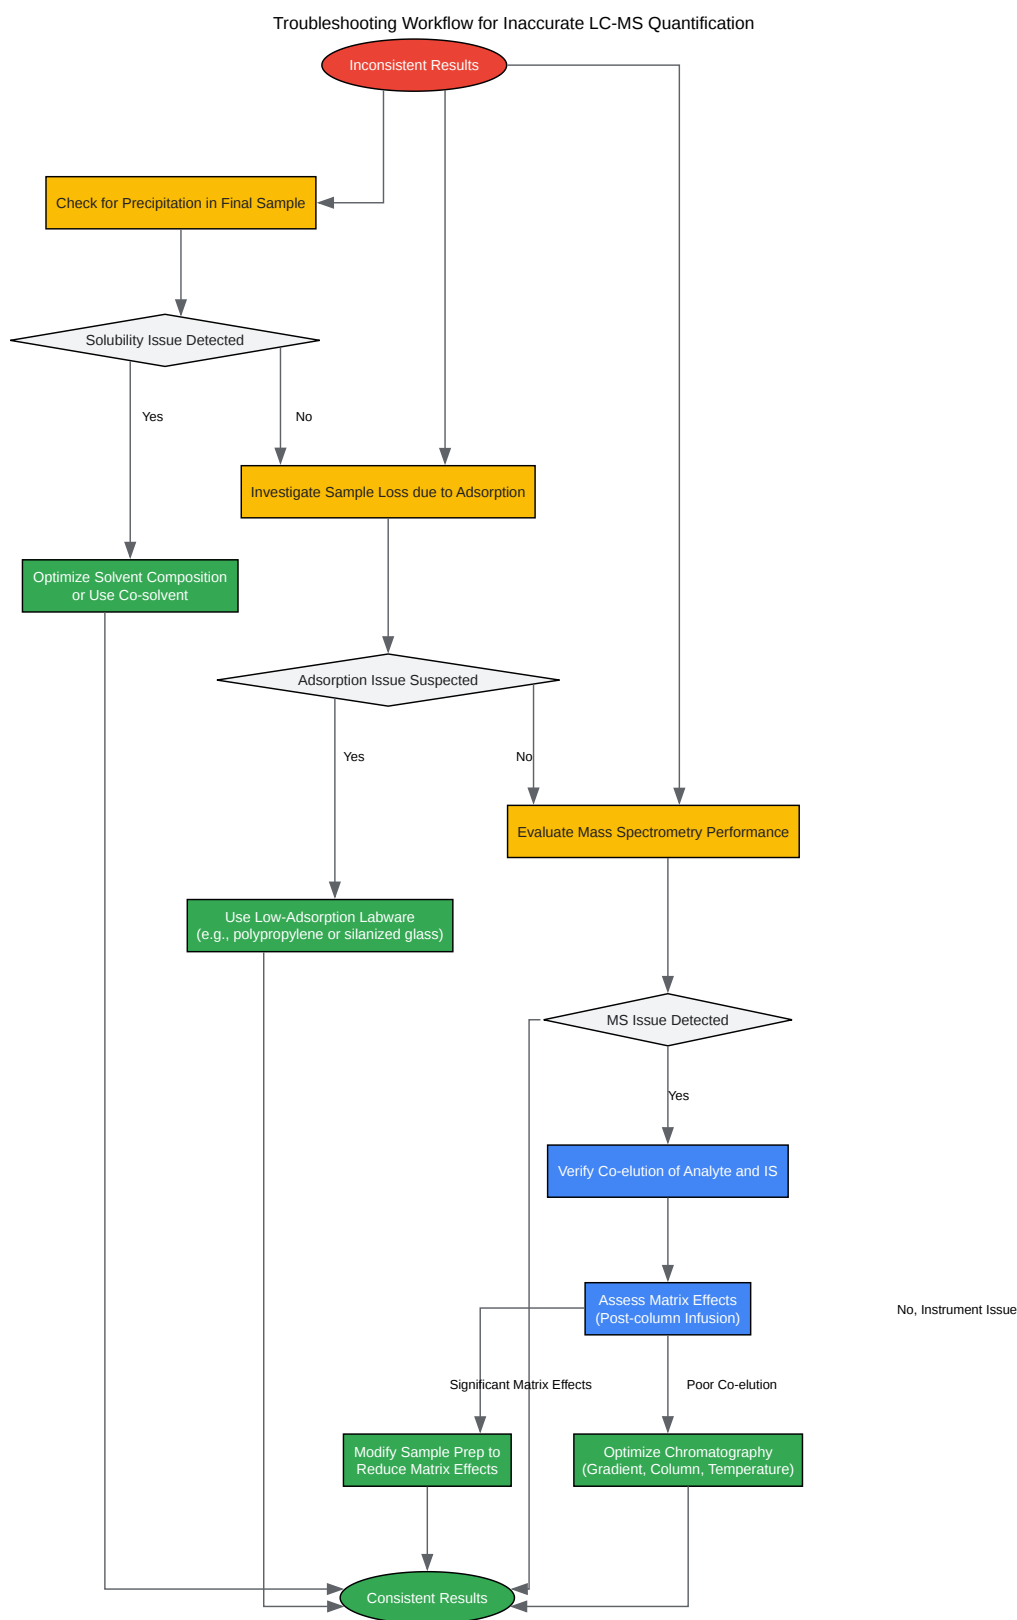 Troubleshooting Workflow for Inaccurate LC-MS Quantification
Inconsistent Results
Check for Precipitation in Final Sample
Solubility Issue Detected
Yes
No
Investigate Sample Loss due to Adsorption
Optimize Solvent Composition
or Use Co-solvent
Adsorption Issue Suspected
Yes
No
Evaluate Mass Spectrometry Performance
Use Low-Adsorption Labware
(e.g., polypropylene or silanized glass)
MS Issue Detected
Yes
Verify Co-elution of Analyte and IS
Assess Matrix Effects
(Post-column Infusion)
No, Instrument Issue
Significant Matrix Effects
Poor Co-elution
Modify Sample Prep to
Reduce Matrix Effects
Optimize Chromatography
(Gradient, Column, Temperature)
Consistent Results